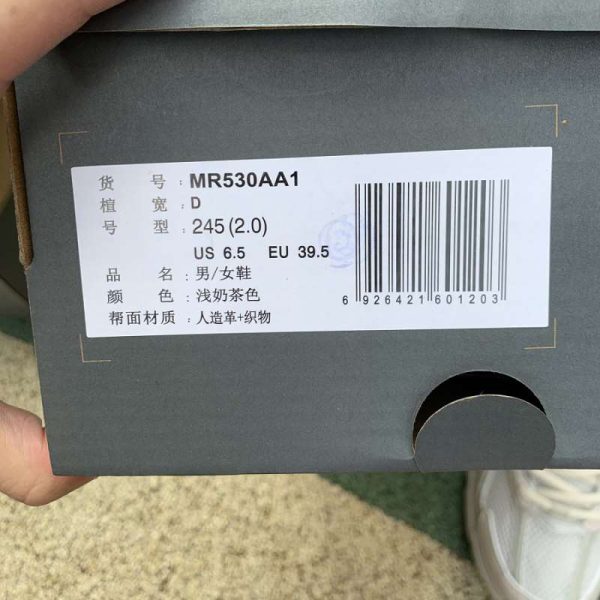 货 号：MR530AA1
楦 宽：D
号 型：245(2.0)
US 6.5 EU 39.5
品 名：男/女鞋
颜 色：浅奶茶色
帮面材质：人造革+织物
6 926421 601203